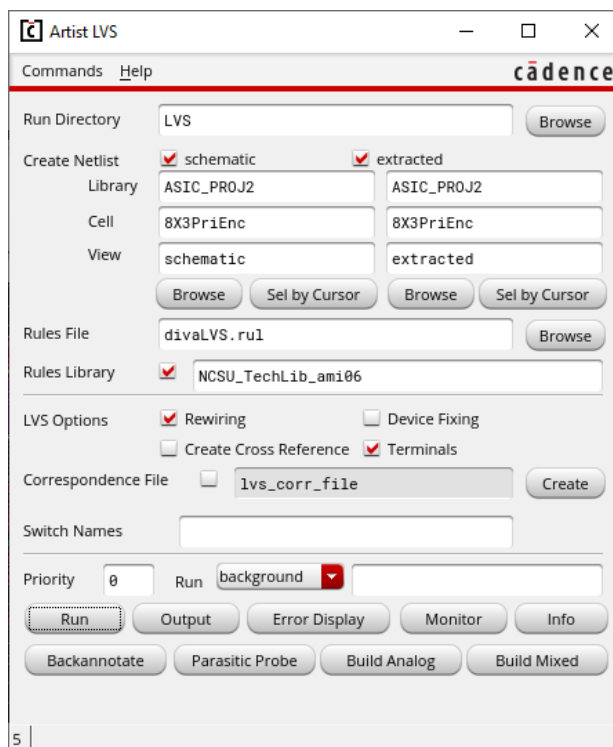 Artist LVS
Commands Help cādence
Run Directory LVS Browse
Create Netlist schematic extracted
Library ASIC_PROJ2 ASIC_PROJ2
Cell 8X3PriEnc 8X3PriEnc
View schematic extracted
Browse Sel by Cursor Browse Sel by Cursor
Rules File divaLVS.rul Browse
Rules Library NCSU_TechLib_ami06
LVS Options Rewiring Device Fixing
Create Cross Reference Terminals
Correspondence File lvs_corr_file Create
Switch Names
Priority 0 Run background
Run Output Error Display Monitor Info
Backannotate Parasitic Probe Build Analog Build Mixed
5